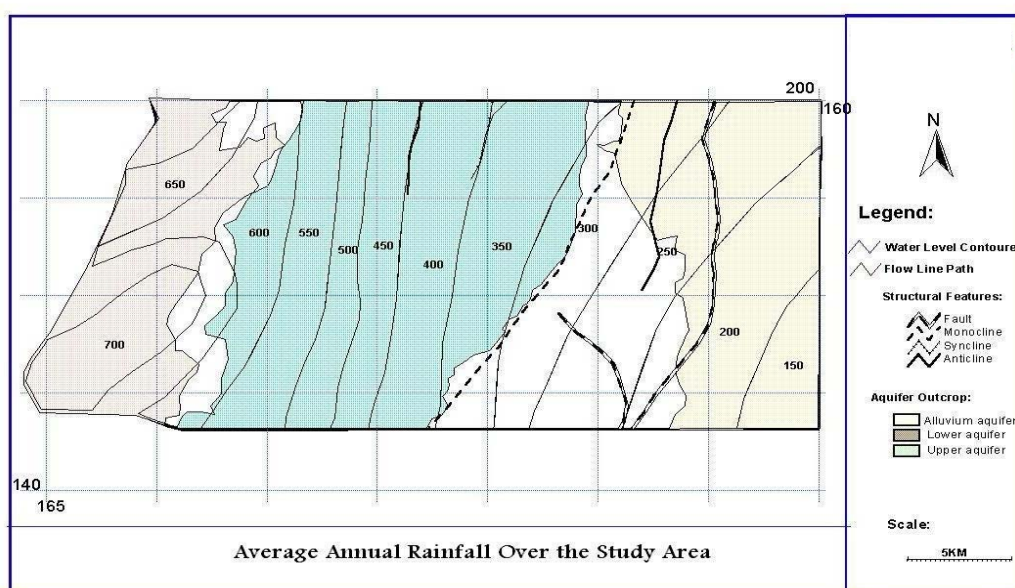 200
160
N
650
600
550
500
450
400
350
300
250
700
200
150
140
165
Average Annual Rainfall Over the Study Area
Legend:
Water Level Contoure
Flow Line Path
Structural Features:
Fault
Monocline
Syncline
Anticline
Aquifer Outcrop:
Alluvium aquifer
Lower aquifer
Upper aquifer
Scale:
5KM